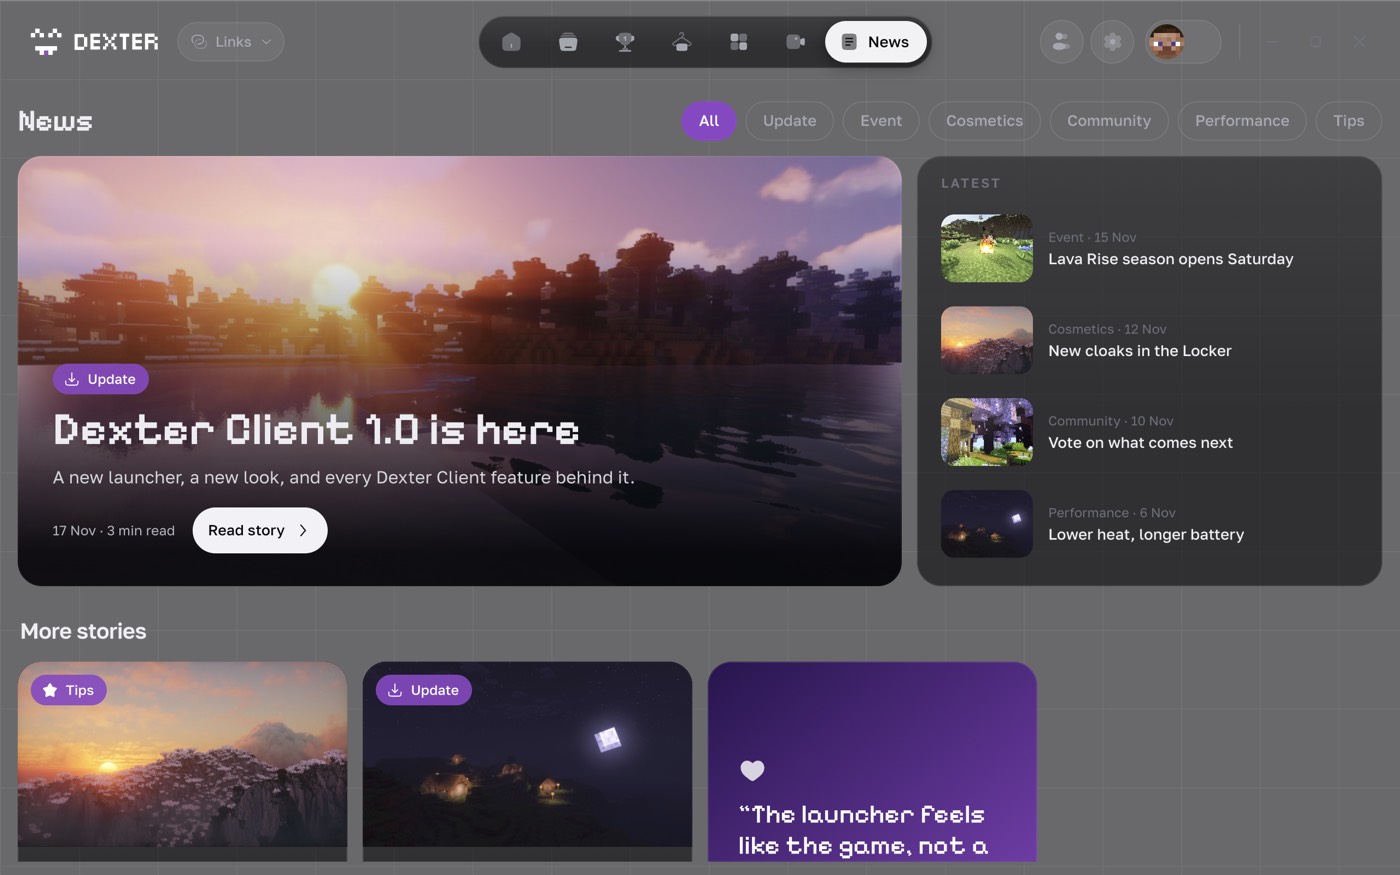 DEXTER
Links
News
News
All
Update
Event
Cosmetics
Community
Performance
Tips
Update
Dexter Client 1.0 is here
A new launcher, a new look, and every Dexter Client feature behind it.
17 Nov · 3 min read
Read story
LATEST
Event · 15 Nov
Lava Rise season opens Saturday
Cosmetics · 12 Nov
New cloaks in the Locker
Community · 10 Nov
Vote on what comes next
Performance · 6 Nov
Lower heat, longer battery
More stories
Tips
Update
“The launcher feels
like the game, not a